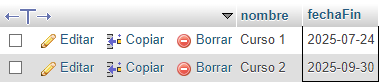 nombre fechaFin
Editar Copiar Borrar Curso 1 2025-07-24
Editar Copiar Borrar Curso 2 2025-09-30